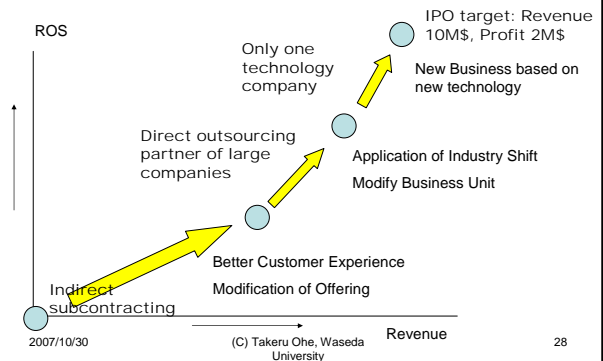 ROS
IPO target: Revenue
10M$, Profit 2M$
Only one
technology
company
New Business based on
new technology
Direct outsourcing
partner of large
companies
Application of Industry Shift
Modify Business Unit
Better Customer Experience
Modification of Offering
Indirect
subcontracting
Revenue
2007/10/30
(C) Takeru Ohe, Waseda
University
28